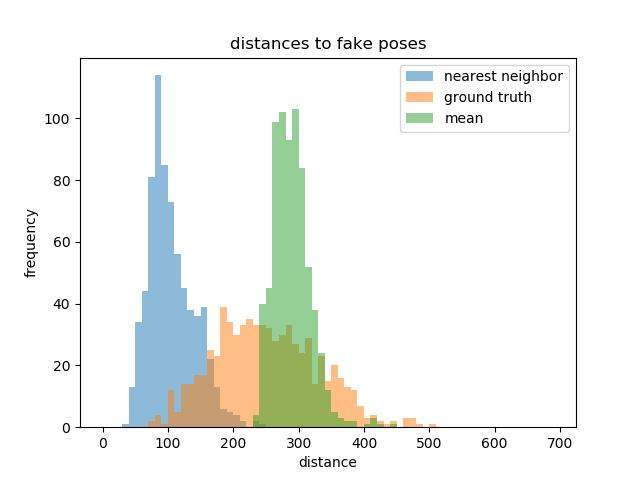 distances to fake poses
nearest neighbor
ground truth
mean
frequency
100
80
60
40
20
0
0 100 200 300 400 500 600 700
distance